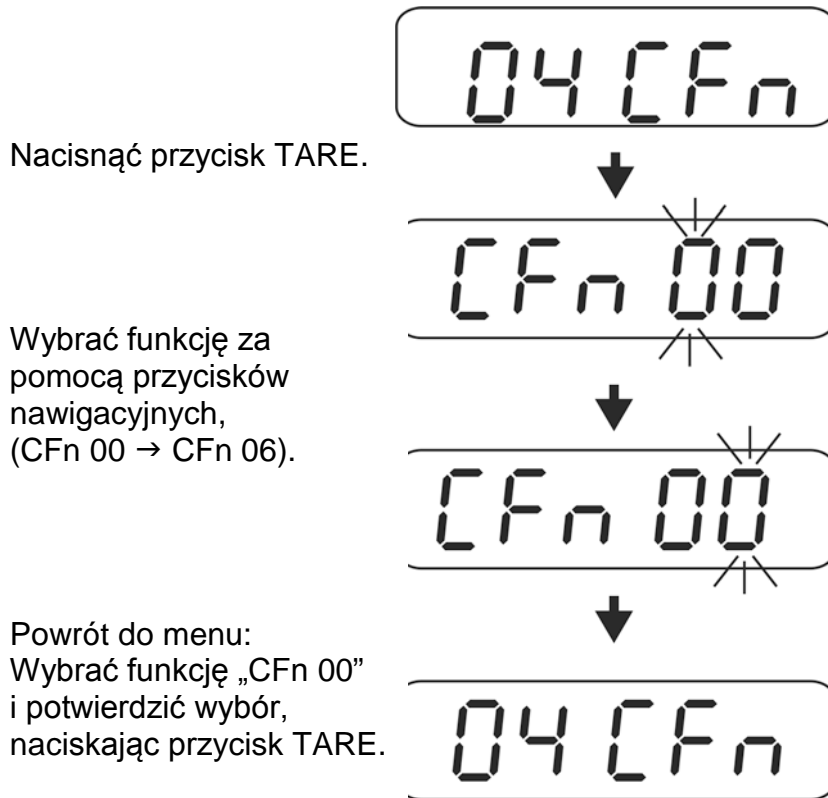 04 CFn
Nacisnąć przycisk TARE.
CFn 00
Wybrać funkcję za
pomocą przycisków
nawigacyjnych,
(CFn 00 → CFn 06).
CFn 00
Powrót do menu:
Wybrać funkcję „CFn 00”
i potwierdzić wybór,
naciskając przycisk TARE.
04 CFn